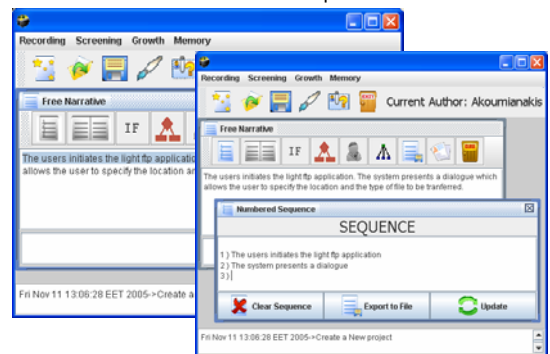 Recording Screening Growth Memory
Free Narrative
IF
The users initiates the light ftp applicatio
allows the user to specify the location an
Fri Nov 11 13:06:28 EET 2005->Create a
Recording Screening Growth Memory
EXIT
Current Author: Akoumianakis
Free Narrative
IF
The users initiates the light ftp application. The system presents a dialogue which
allows the user to specify the location and the type of file to be tranferred.
Numbered Sequence
SEQUENCE
1 ) The users initiates the light ftp application
2 ) The system presents a dialogue
3 ) |
Clear Sequence
Export to File
Update
Fri Nov 11 13:06:28 EET 2005->Create a New project